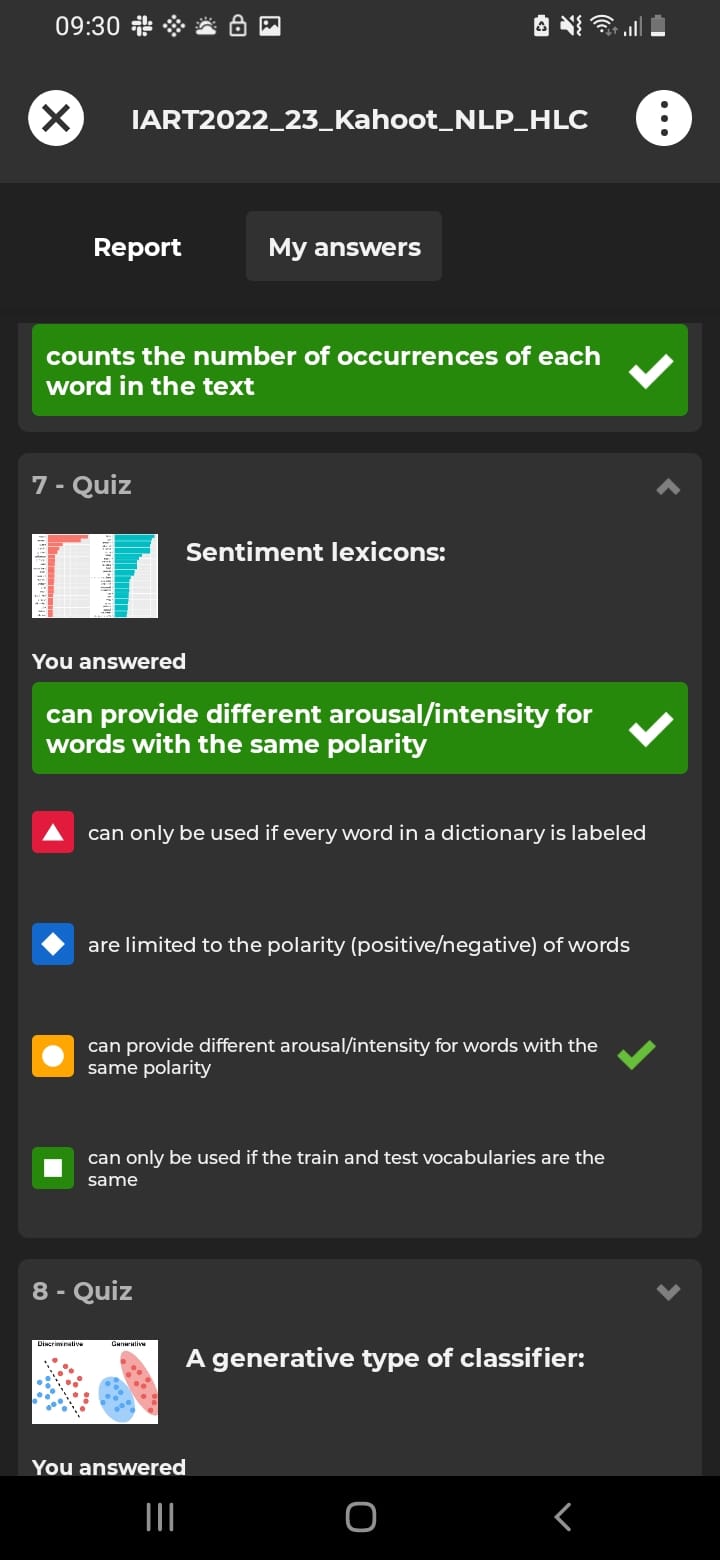 09:30
IART2022_23_Kahoot_NLP_HLC
Report
My answers
counts the number of occurrences of each
word in the text
7 - Quiz
Sentiment lexicons:
You answered
can provide different arousal/intensity for
words with the same polarity
can only be used if every word in a dictionary is labeled
are limited to the polarity (positive/negative) of words
can provide different arousal/intensity for words with the
same polarity
can only be used if the train and test vocabularies are the
same
8 - Quiz
Discriminative
Generative
A generative type of classifier:
You answered